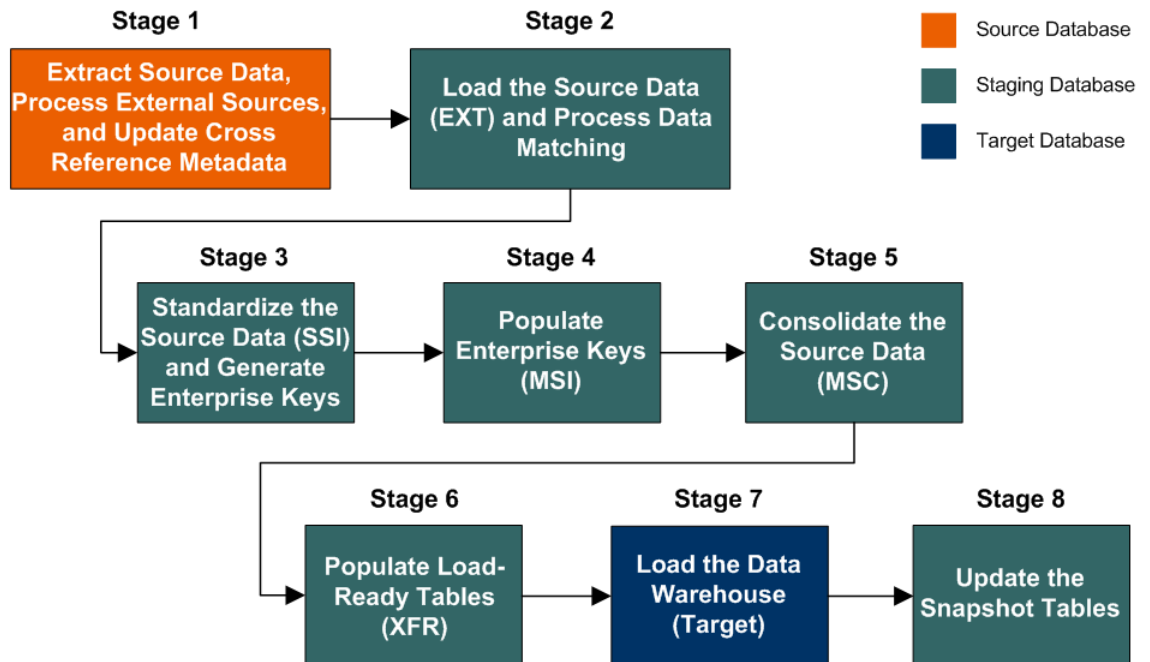 Stage 1
Extract Source Data,
Process External Sources,
and Update Cross
Reference Metadata
Stage 2
Load the Source Data
(EXT) and Process Data
Matching
Source Database
Staging Database
Target Database
Stage 3
Standardize the
Source Data (SSI)
and Generate
Enterprise Keys
Stage 4
Populate
Enterprise Keys
(MSI)
Stage 5
Consolidate the
Source Data
(MSC)
Stage 6
Populate Load-
Ready Tables
(XFR)
Stage 7
Load the Data
Warehouse
(Target)
Stage 8
Update the
Snapshot Tables